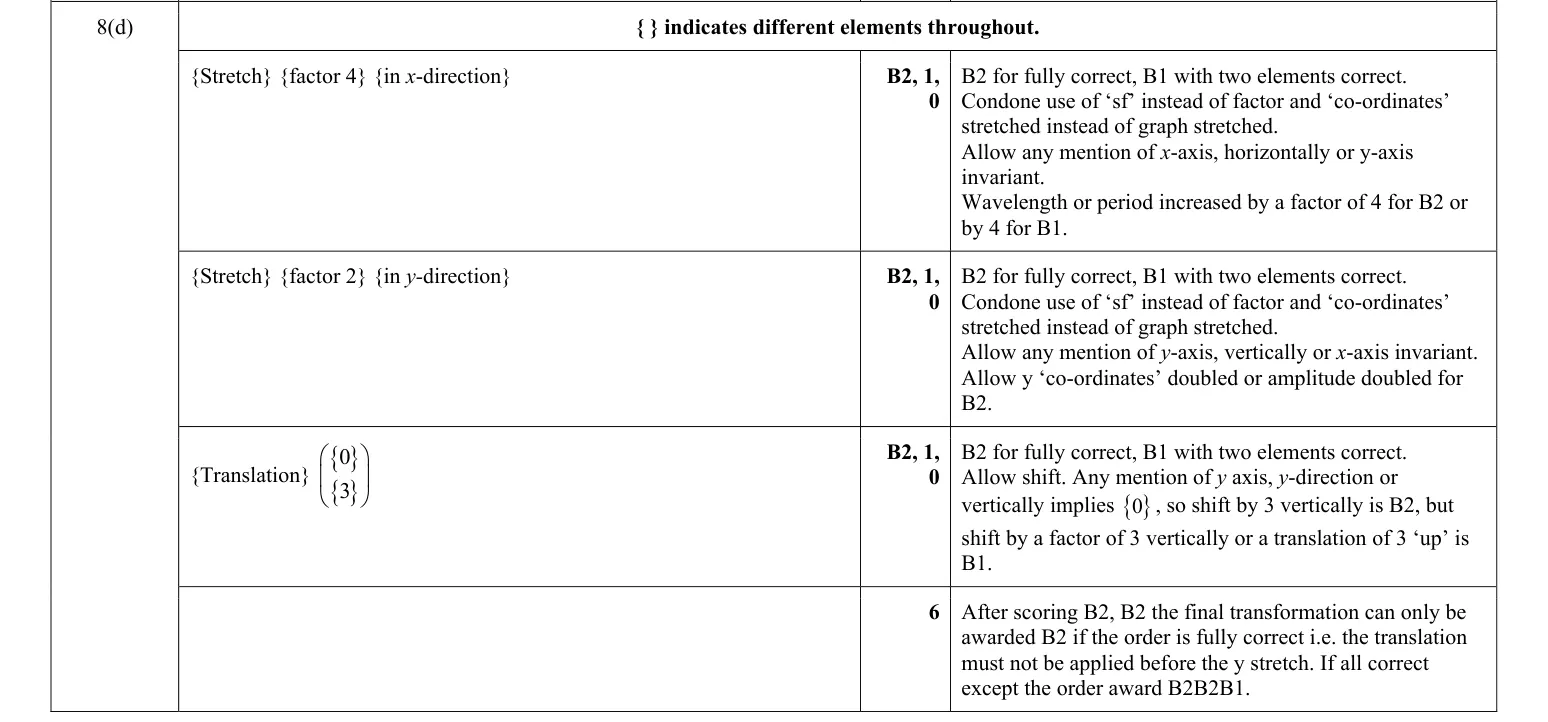 8(d)
{ } indicates different elements throughout.
{Stretch} {factor 4} {in x-direction}
B2, 1,
0
B2 for fully correct, B1 with two elements correct.
Condone use of ‘sf’ instead of factor and ‘co-ordinates’
stretched instead of graph stretched.
Allow any mention of x-axis, horizontally or y-axis
invariant.
Wavelength or period increased by a factor of 4 for B2 or
by 4 for B1.
{Stretch} {factor 2} {in y-direction}
B2, 1,
0
B2 for fully correct, B1 with two elements correct.
Condone use of ‘sf’ instead of factor and ‘co-ordinates’
stretched instead of graph stretched.
Allow any mention of y-axis, vertically or x-axis invariant.
Allow y ‘co-ordinates’ doubled or amplitude doubled for
B2.
{Translation} ({0}
{3})
B2, 1,
0
B2 for fully correct, B1 with two elements correct.
Allow shift. Any mention of y axis, y-direction or
vertically implies {0}, so shift by 3 vertically is B2, but
shift by a factor of 3 vertically or a translation of 3 ‘up’ is
B1.
6
After scoring B2, B2 the final transformation can only be
awarded B2 if the order is fully correct i.e. the translation
must not be applied before the y stretch. If all correct
except the order award B2B2B1.